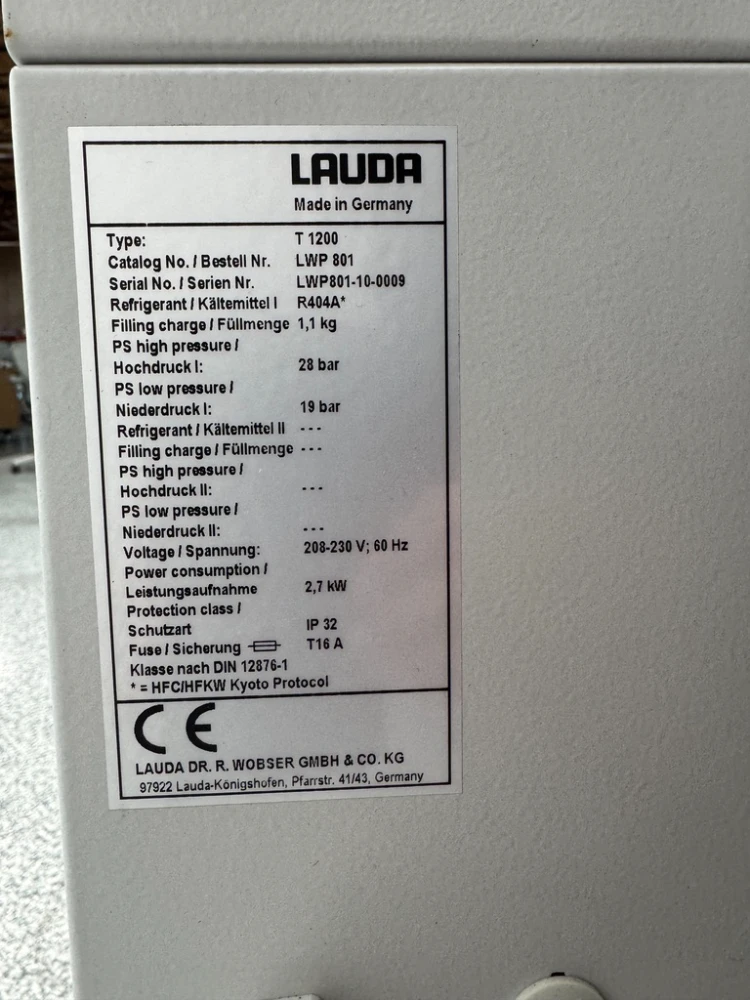 LAUDA
Made in Germany
Type: T 1200
Catalog No. / Bestell Nr. LWP 801
Serial No. / Serien Nr. LWP801-10-0009
Refrigerant / Kältemittel I R404A*
Filling charge / Füllmenge 1,1 kg
PS high pressure /
Hochdruck I: 28 bar
PS low pressure /
Niederdruck I: 19 bar
Refrigerant / Kältemittel II - - -
Filling charge / Füllmenge - - -
PS high pressure /
Hochdruck II: - - -
PS low pressure /
Niederdruck II: - - -
Voltage / Spannung: 208-230 V; 60 Hz
Power consumption /
Leistungsaufnahme 2,7 kW
Protection class /
Schutzart IP 32
Fuse / Sicherung T16 A
Klasse nach DIN 12876-1
* = HFC/HFKW Kyoto Protocol
CE
LAUDA DR. R. WOBSER GMBH & CO. KG
97922 Lauda-Königshofen, Pfarrstr. 41/43, Germany